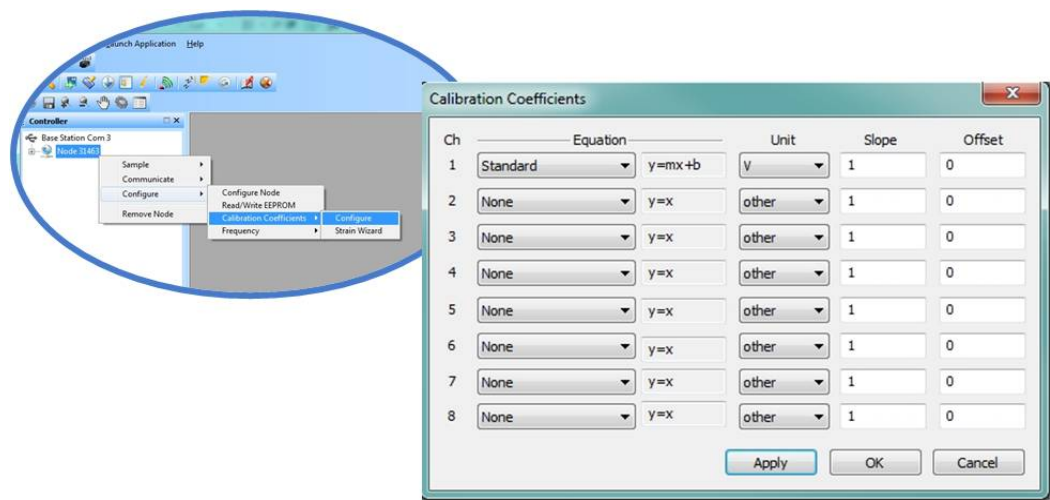 Launch Application Help
Controller
Base Station Com 3
Node 31463
Sample
Communicate
Configure
Remove Node
Configure Node
Read/Write EEPROM
Calibration Coefficients
Frequency
Configure
Strain Wizard
Calibration Coefficients
Ch Equation Unit Slope Offset
1 Standard y=mx+b V 1 0
2 None y=x other 1 0
3 None y=x other 1 0
4 None y=x other 1 0
5 None y=x other 1 0
6 None y=x other 1 0
7 None y=x other 1 0
8 None y=x other 1 0
Apply OK Cancel